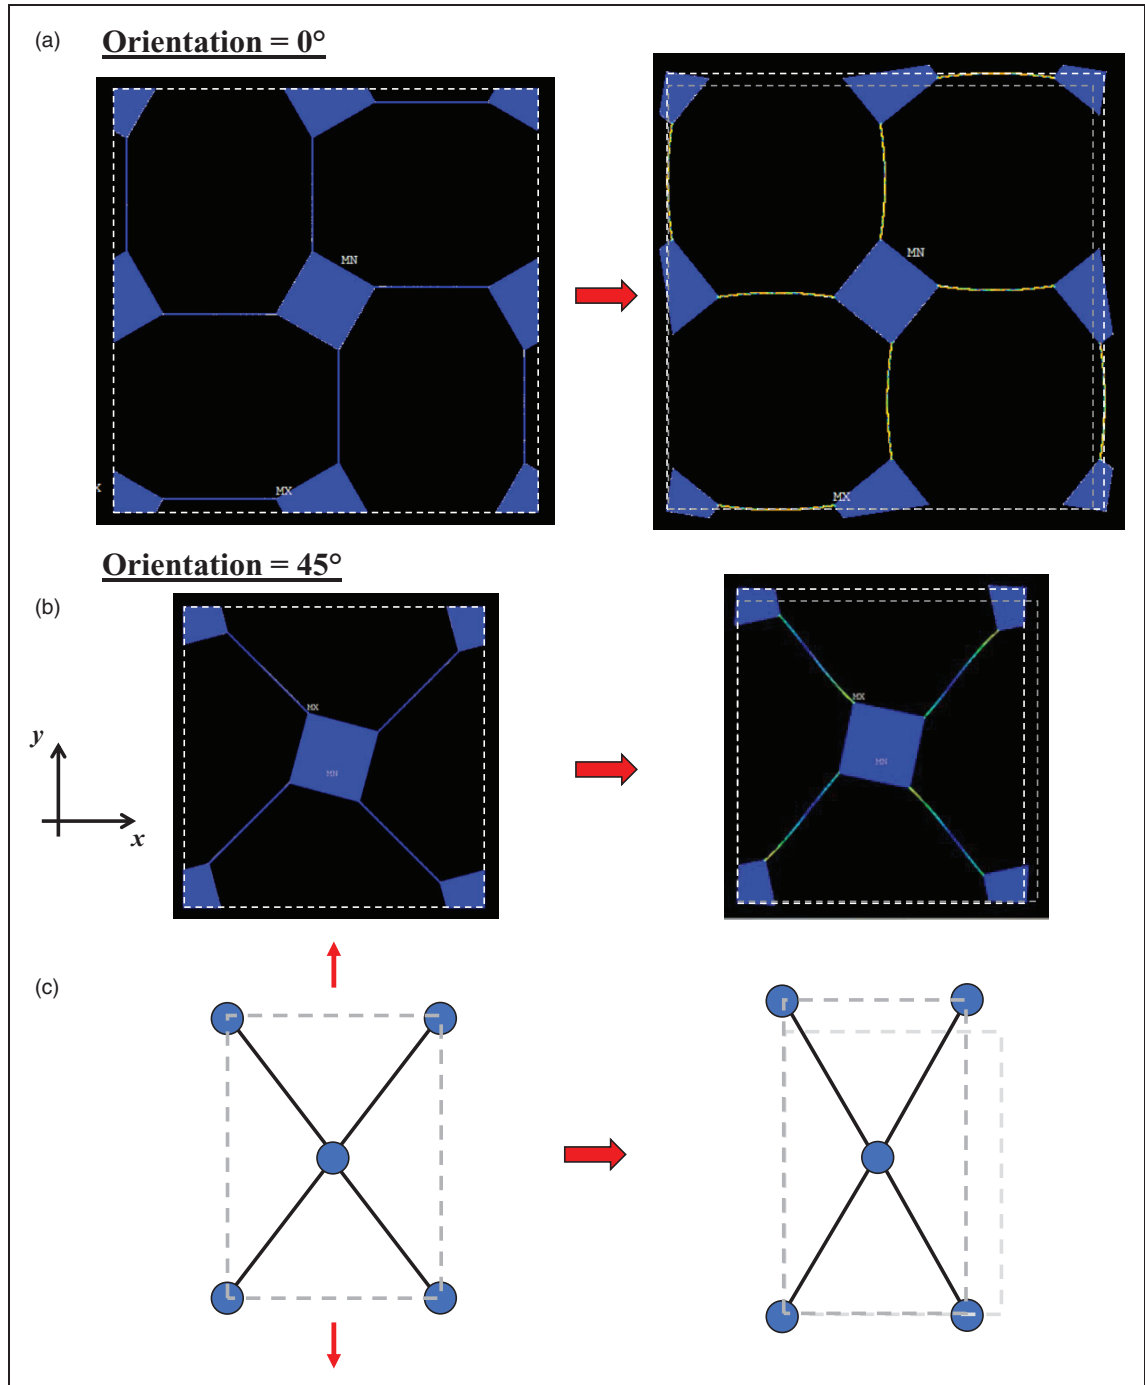 (a) Orientation = 0°
MN
MN
MX
MX
Orientation = 45°
(b)
MX
MX
MN
MN
y
x
(c)